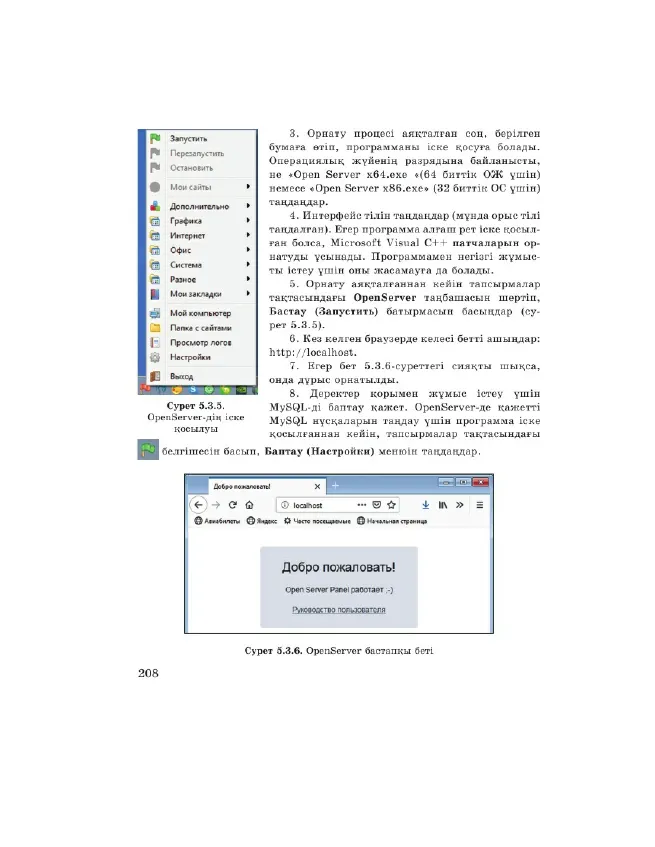 Запустить
Перезапустить
Остановить
Мои сайты
Дополнительно
Графика
Интернет
Офис
Система
Разное
Мои закладки
Мой компьютер
Папка с сайтами
Просмотр логов
Настройки
Выход
Сурет 5.3.5.
OpenServer-дің іске
қосылуы
3. Орнату процесі аяқталған соң, берілген
бумаға өтіп, программаны іске қосуға болады.
Операциялық жүйенің разрядына байланысты,
не «Open Server x64.exe «(64 биттік ОЖ үшін)
немесе «Open Server x86.exe» (32 биттік ОС үшін)
таңдаңдар.
4. Интерфейс тілін таңдаңдар (мұнда орыс тілі
таңдалған). Егер программа алғаш рет іске қосыл-
ған болса, Microsoft Visual C++ патчаларын ор-
натуды ұсынады. Программамен негізгі жұмыс-
ты істеу үшін оны жасамауға да болады.
5. Орнату аяқталғаннан кейін тапсырмалар
тақтасындағы OpenServer таңбашасын шертіп,
Бастау (Запустить) батырмасын басыңдар (су-
рет 5.3.5).
6. Кез келген браузерде келесі бетті ашыңдар:
http://localhost.
7. Егер бет 5.3.6-суреттегі сияқты шықса,
онда дұрыс орнатылды.
8. Деректер қорымен жұмыс істеу үшін
MySQL-ді баптау қажет. OpenServer-де қажетті
MySQL нұсқаларын таңдау үшін программа іске
қосылғаннан кейін, тапсырмалар тақтасындағы
белгішесін басып, Баптау (Настройки) менюін таңдаңдар.
Добро пожаловать!
localhost
Авиабилеты Яндекс Часто посещаемые Начальная страница
Добро пожаловать!
Open Server Panel работает ;-)
Руководство пользователя
Сурет 5.3.6. OpenServer бастапқы беті
208